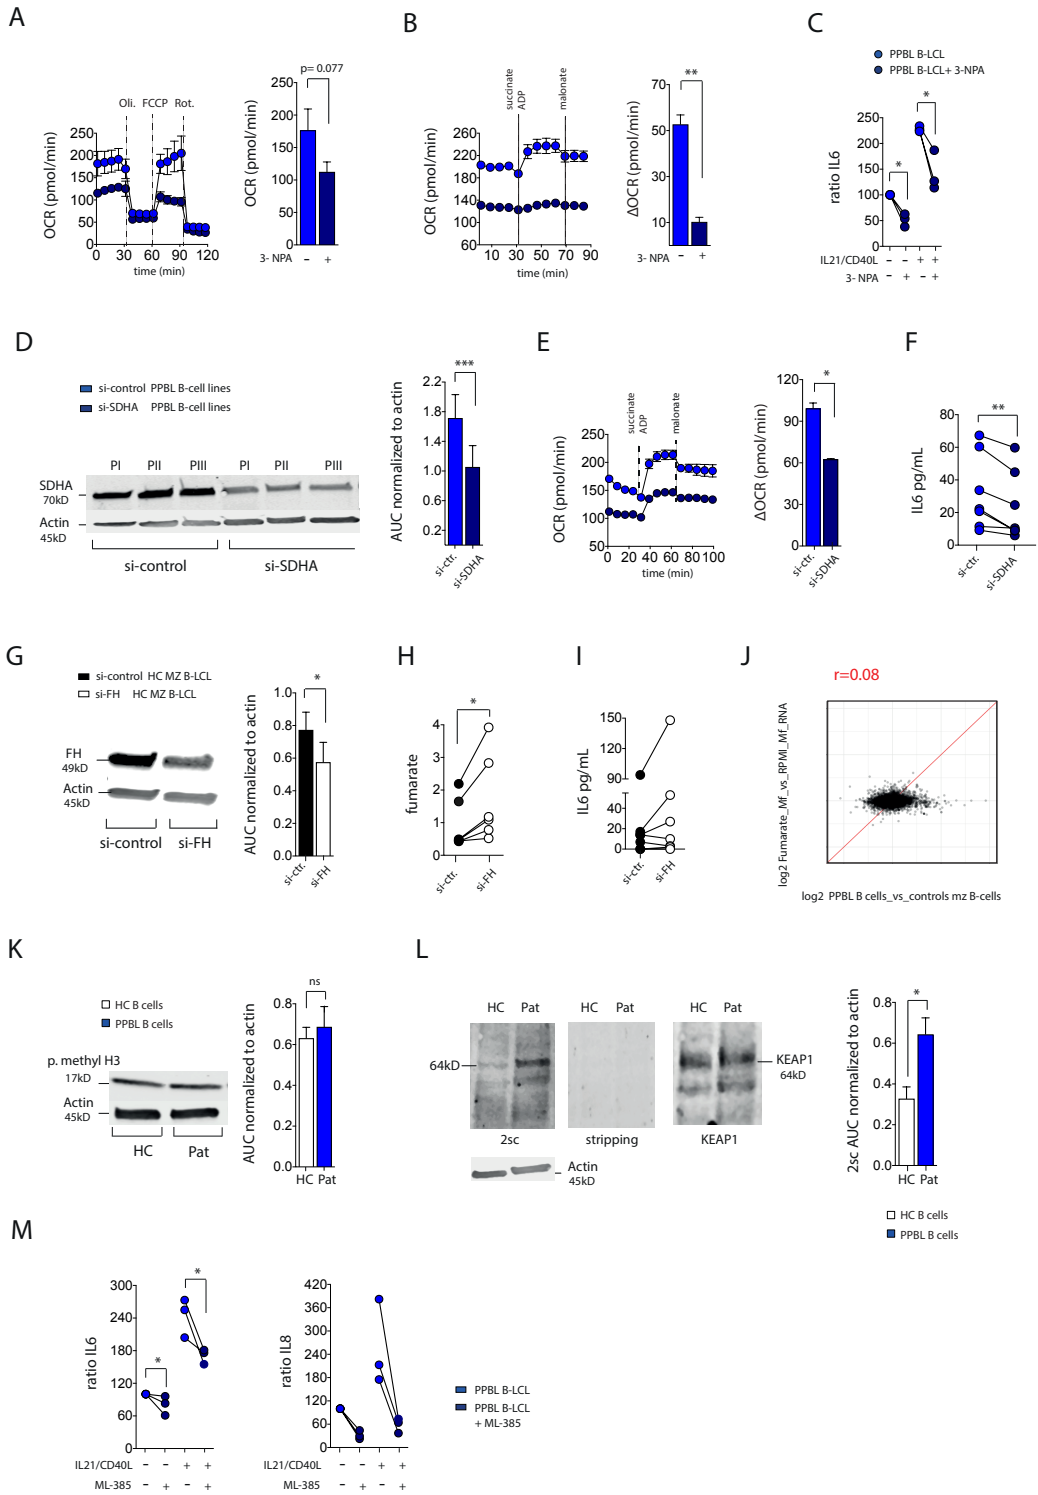 A
p= 0.077
Oli. FCCP Rot.
OCR (pmol/min)
200
150
100
50
0
0 30 60 90 120
time (min)
OCR (pmol/min)
250
200
150
100
50
0
3- NPA – +
B
succinate
ADP
malonate
OCR (pmol/min)
260
220
180
140
100
60
10 30 50 70 90
time (min)
**
ΔOCR (pmol/min)
70
50
30
10
3- NPA – +
C
PPBL B-LCL
PPBL B-LCL+ 3-NPA
ratio IL6
250
200
150
100
50
0
*
*
IL21/CD40L – – + +
3- NPA – + – +
D
si-control PPBL B-cell lines
si-SDHA PPBL B-cell lines
PI PII PIII PI PII PIII
SDHA
70kD
Actin
45kD
si-control si-SDHA
AUC normalized to actin
***
2.2
1.8
1.4
1.0
0.6
0.2
si-ctr.
si-SDHA
E
succinate
ADP
malonate
OCR (pmol/min)
250
200
150
100
50
0 20 40 60 80 100
time (min)
ΔOCR (pmol/min)
*
120
90
60
30
0
si-ctr.
si-SDHA
F
**
IL6 pg/mL
80
60
40
20
0
si-ctr.
si-SDHA
G
si-control HC MZ B-LCL
si-FH HC MZ B-LCL
FH
49kD
Actin
45kD
si-control si-FH
AUC normalized to actin
*
1.0
0.8
0.6
0.4
0.2
0
si-ctr.
si-FH
H
*
fumarate
4
3
2
1
0
si-ctr.
si-FH
I
IL6 pg/mL
150
120
90
60
40
20
0
si-ctr.
si-FH
J
r=0.08
log2 Fumarate_Mf_vs_RPMI_Mf_RNA
log2 PPBL B cells_vs_controls mz B-cells
K
HC B cells
PPBL B cells
p. methyl H3
17kD
Actin
45kD
HC Pat
AUC normalized to actin
ns
0.8
0.6
0.4
0.2
0.0
HC Pat
L
HC Pat HC Pat HC Pat
64kD
KEAP1
64kD
2sc stripping KEAP1
Actin
45kD
2sc AUC normalized to actin
*
0.8
0.6
0.4
0.2
0.0
HC Pat
HC B cells
PPBL B cells
M
ratio IL6
300
240
180
120
60
0
*
*
IL21/CD40L – – + +
ML-385 – + – +
ratio IL8
420
360
300
240
180
120
60
0
IL21/CD40L – – + +
ML-385 – + – +
PPBL B-LCL
PPBL B-LCL
+ ML-385